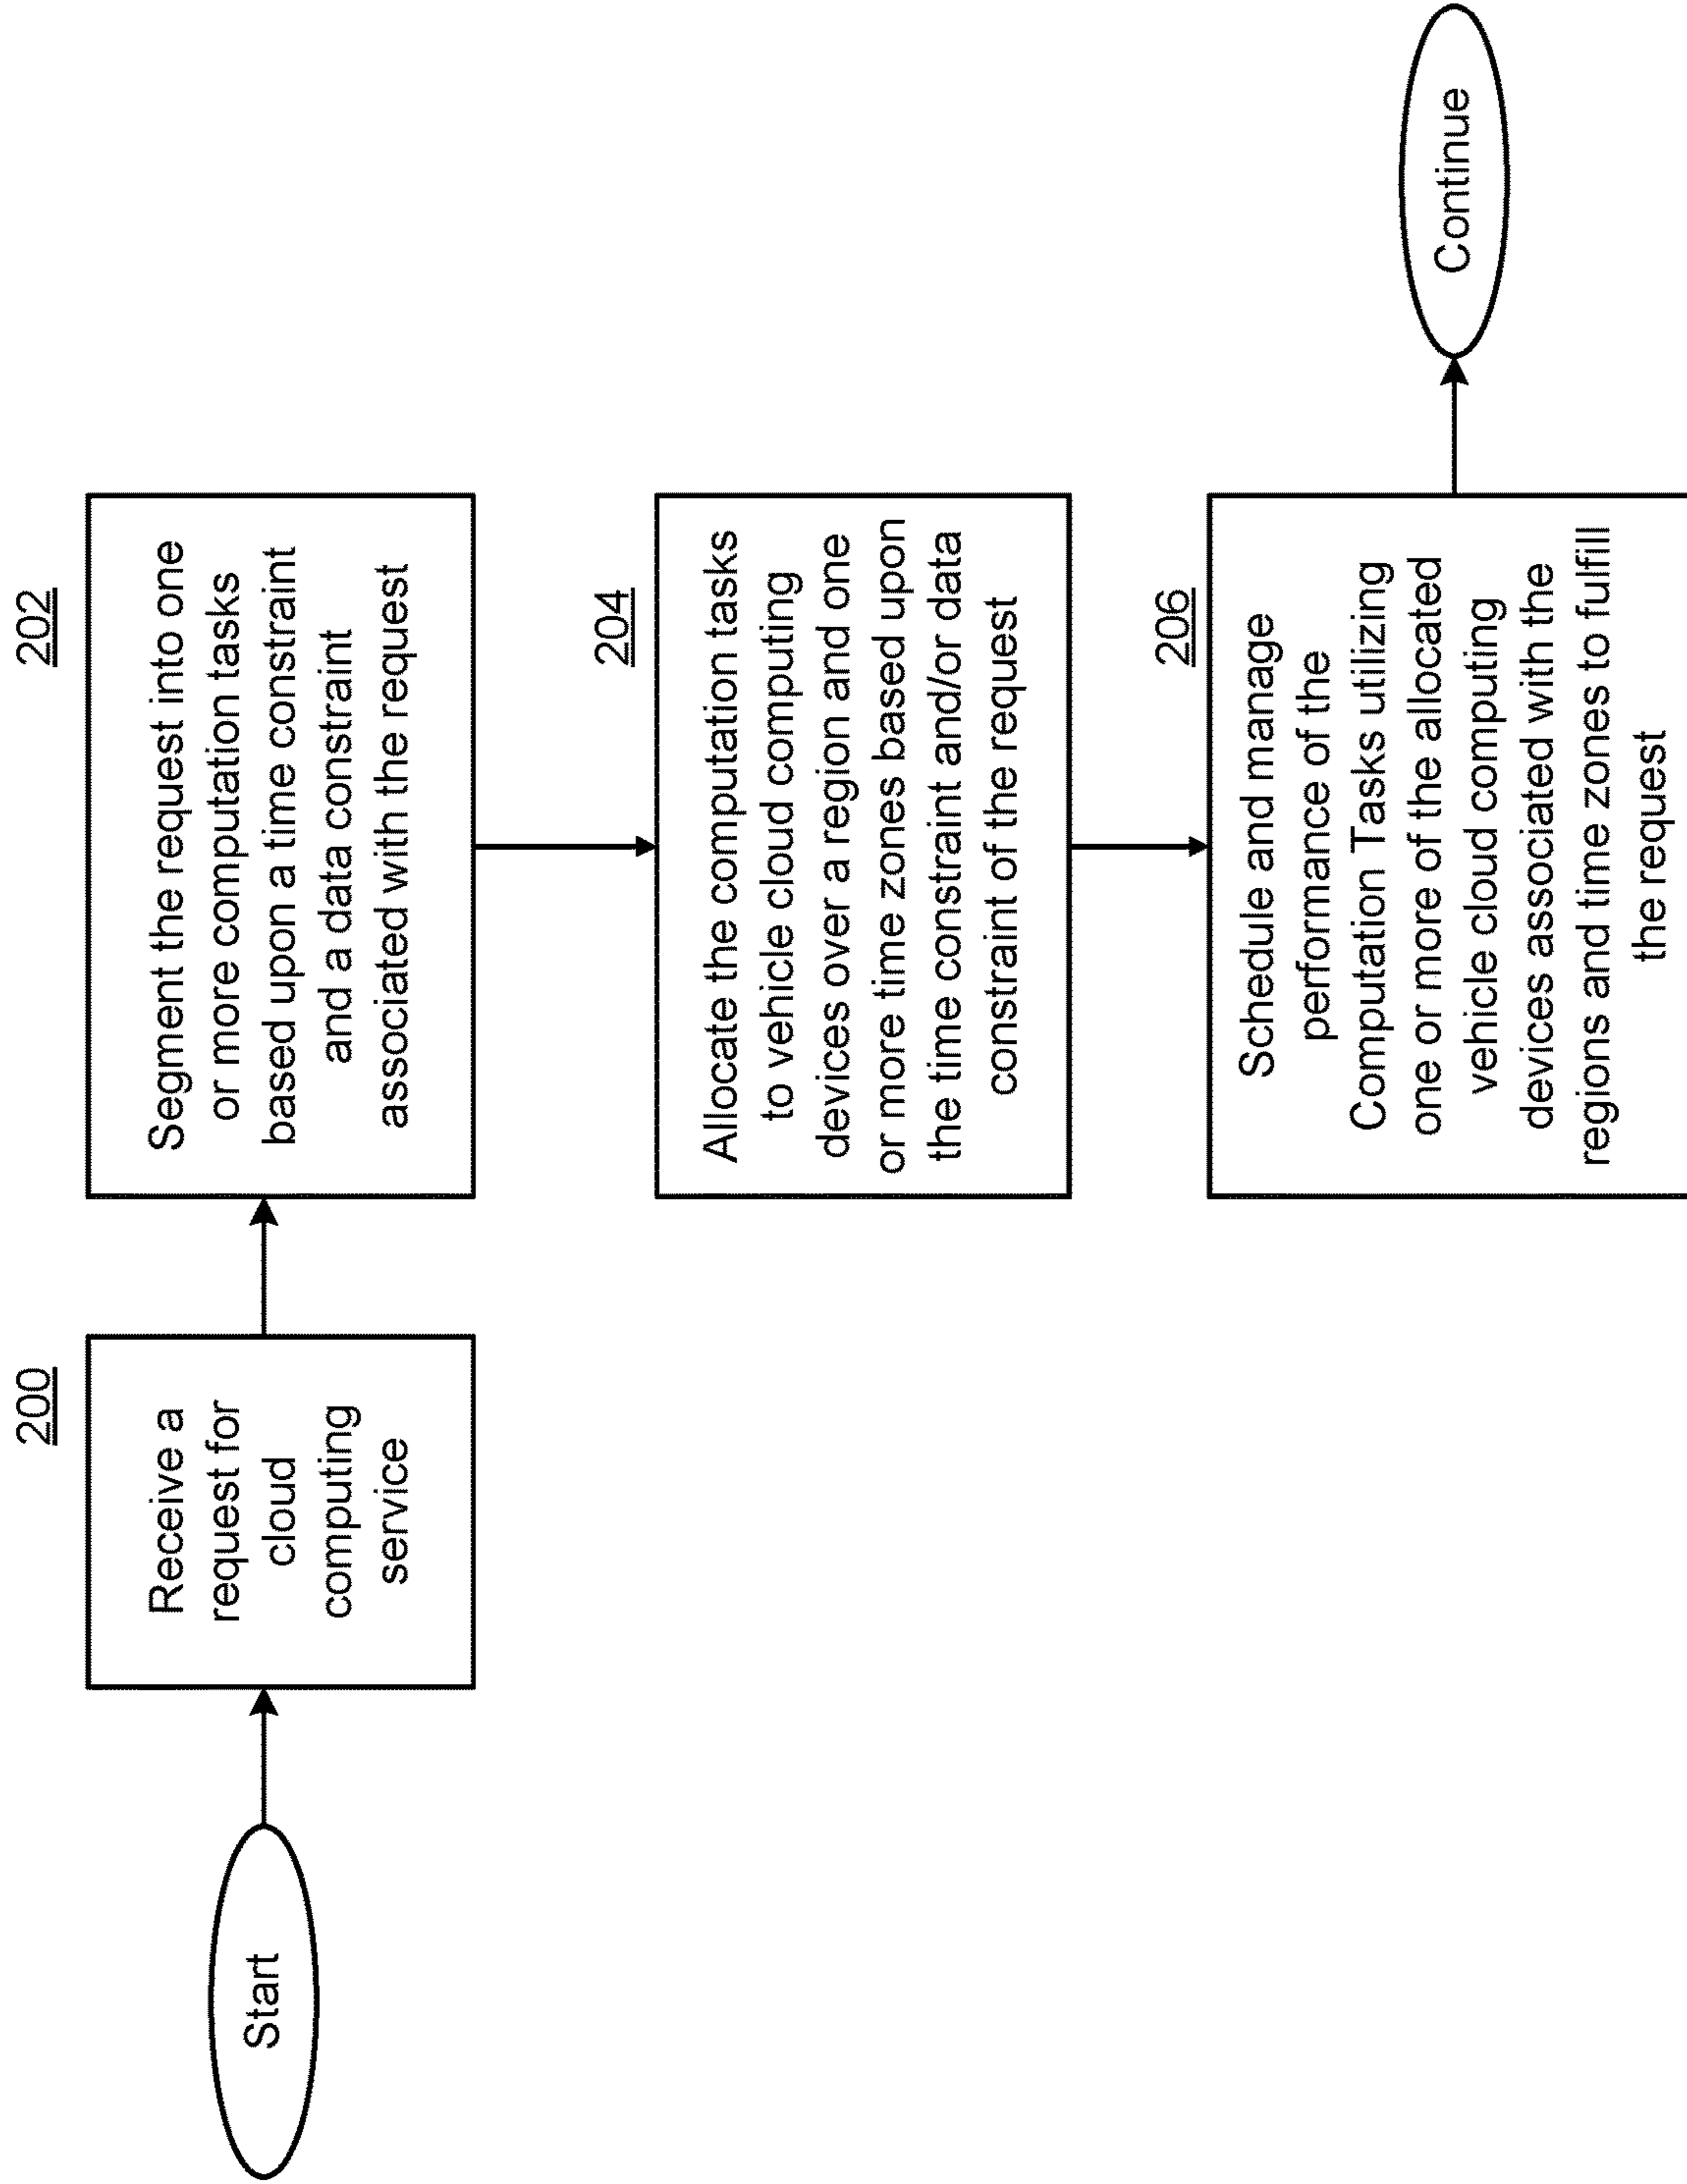 Start
200
Receive a
request for
cloud
computing
service
202
Segment the request into one
or more computation tasks
based upon a time constraint
and a data constraint
associated with the request
204
Allocate the computation tasks
to vehicle cloud computing
devices over a region and one
or more time zones based upon
the time constraint and/or data
constraint of the request
206
Schedule and manage
performance of the
Computation Tasks utilizing
one or more of the allocated
vehicle cloud computing
devices associated with the
regions and time zones to fulfill
the request
Continue